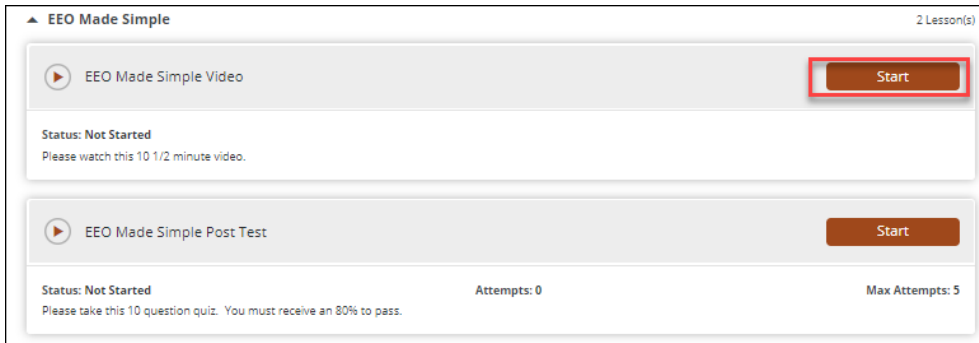 EEO Made Simple 2 Lesson(s)
EEO Made Simple Video Start
Status: Not Started
Please watch this 10 1/2 minute video.
EEO Made Simple Post Test Start
Status: Not Started Attempts: 0 Max Attempts: 5
Please take this 10 question quiz. You must receive an 80% to pass.